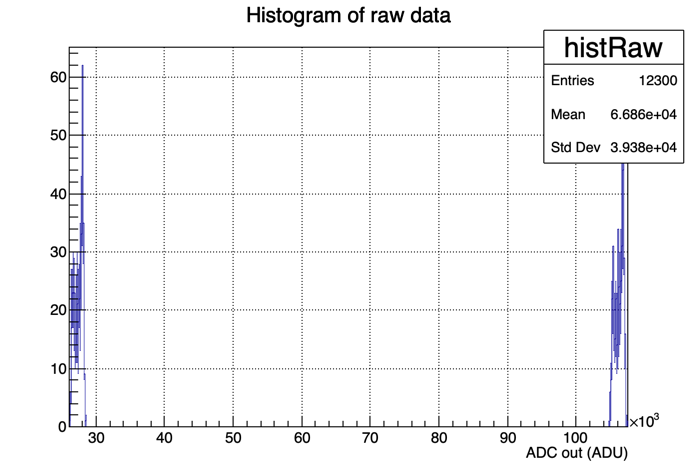 Histogram of raw data
histRaw
Entries 12300
Mean 6.686e+04
Std Dev 3.938e+04
60
50
40
30
20
10
0
30 40 50 60 70 80 90 100
×10³
ADC out (ADU)